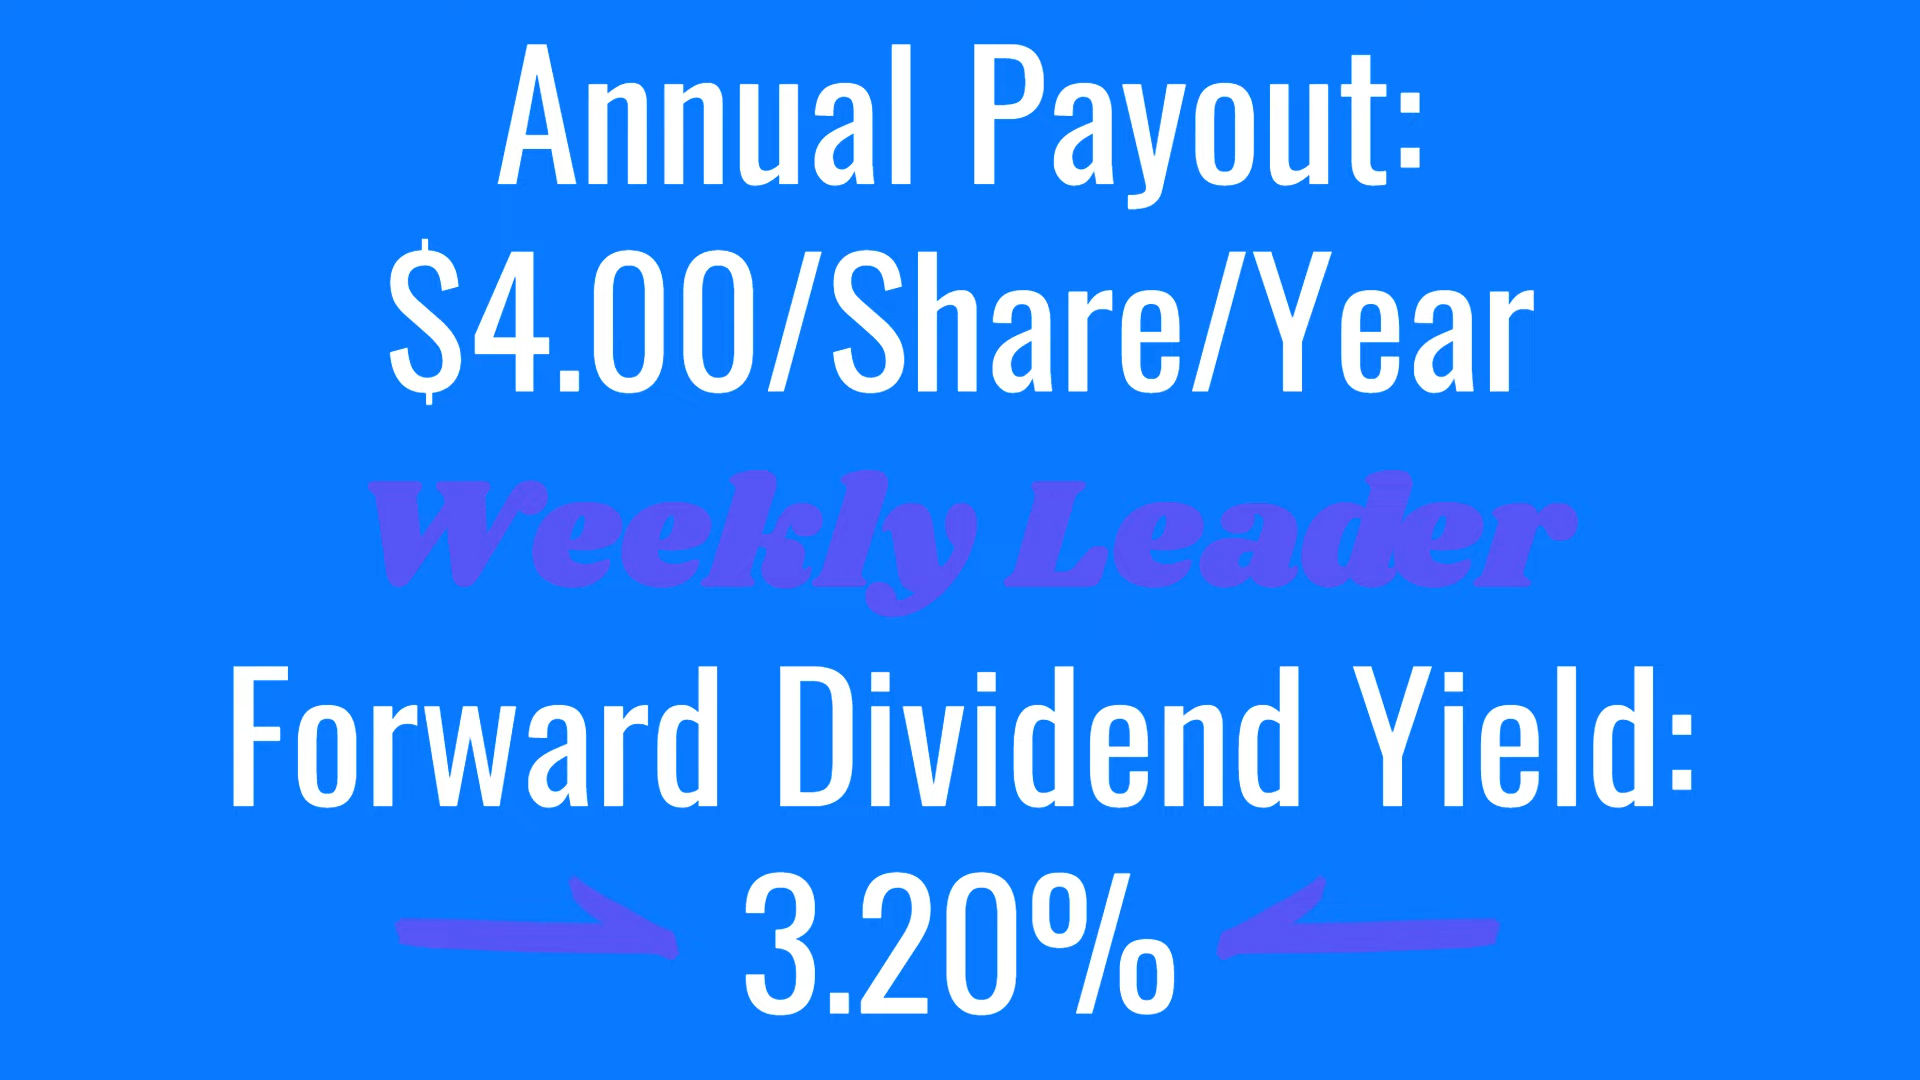 Annual Payout:
$4.00/Share/Year
Weekly Leader
Forward Dividend Yield:
3.20%